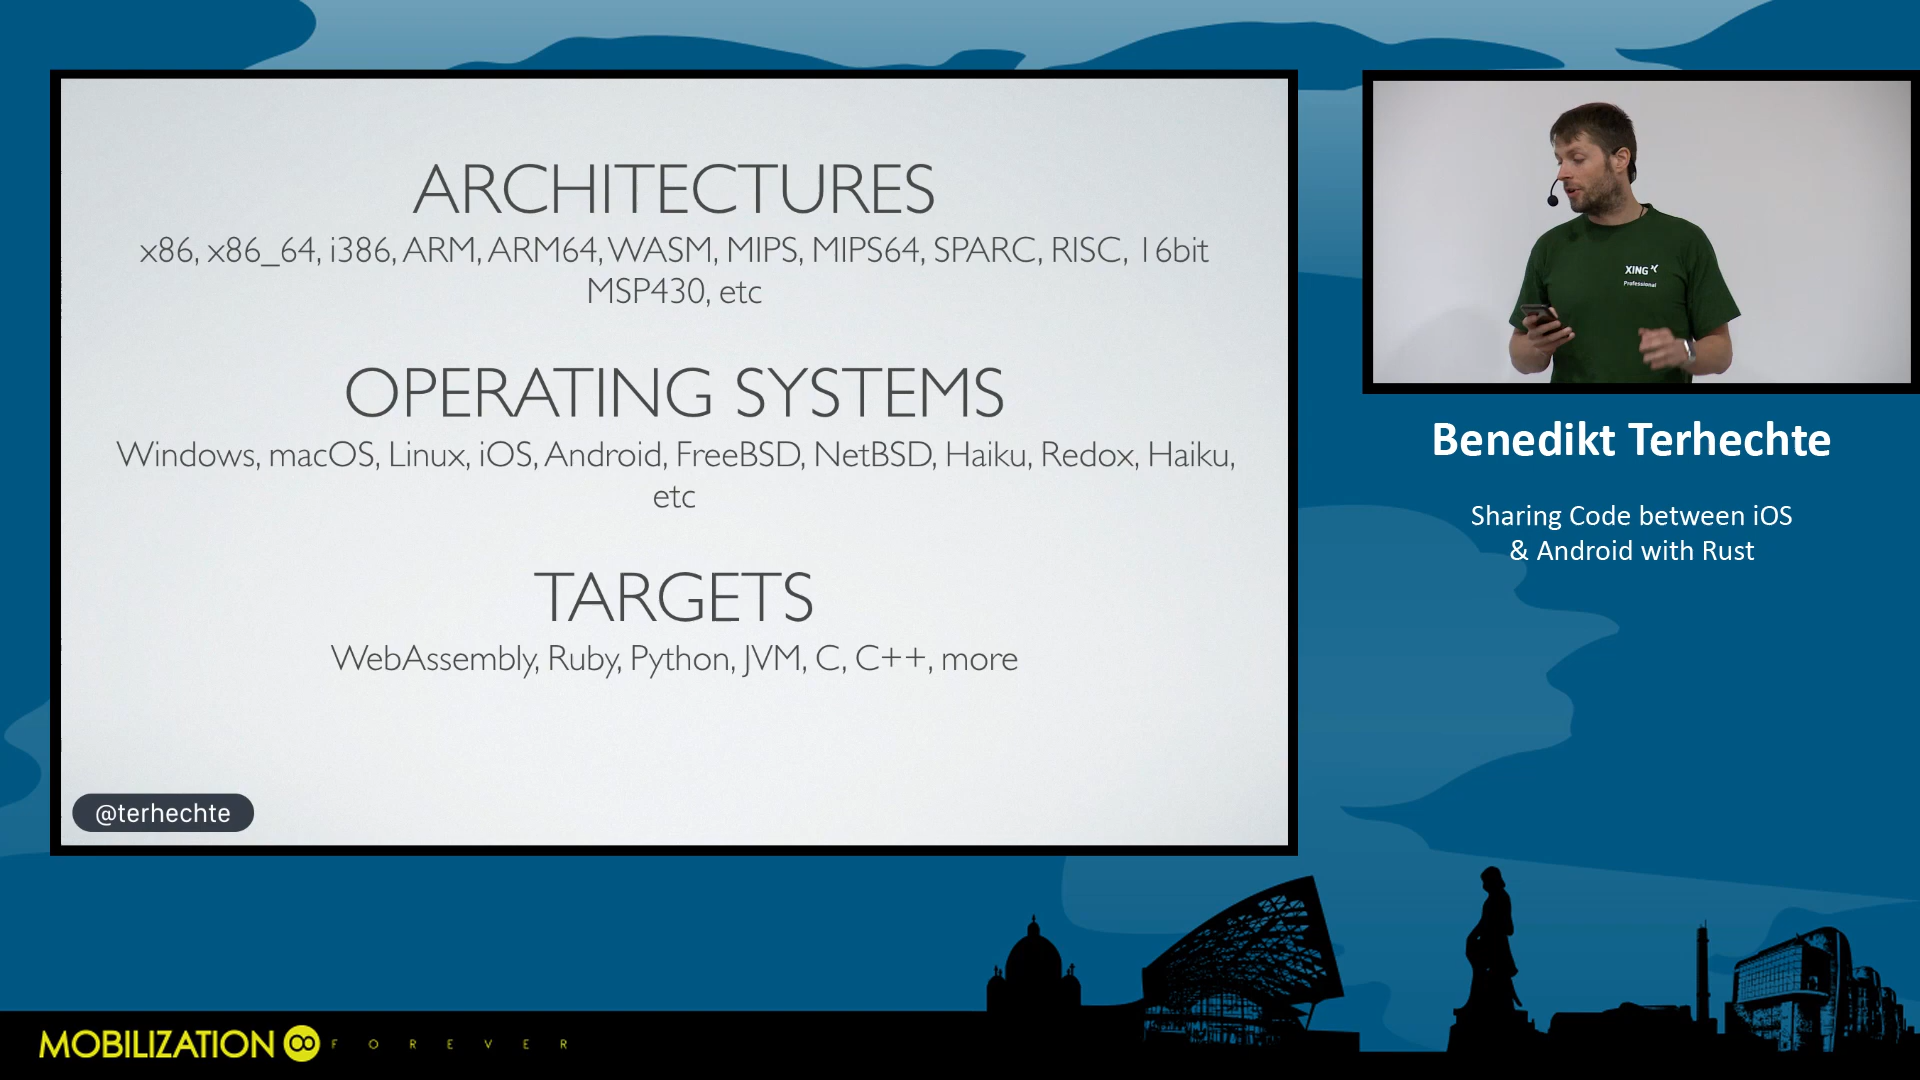 ARCHITECTURES
x86, x86_64, i386, ARM, ARM64, WASM, MIPS, MIPS64, SPARC, RISC, 16bit
MSP430, etc
OPERATING SYSTEMS
Windows, macOS, Linux, iOS, Android, FreeBSD, NetBSD, Haiku, Redox, Haiku,
etc
TARGETS
WebAssembly, Ruby, Python, JVM, C, C++, more
@terhechte
XING
Professional
Benedikt Terhechte
Sharing Code between iOS
& Android with Rust
MOBILIZATION
FOREVER